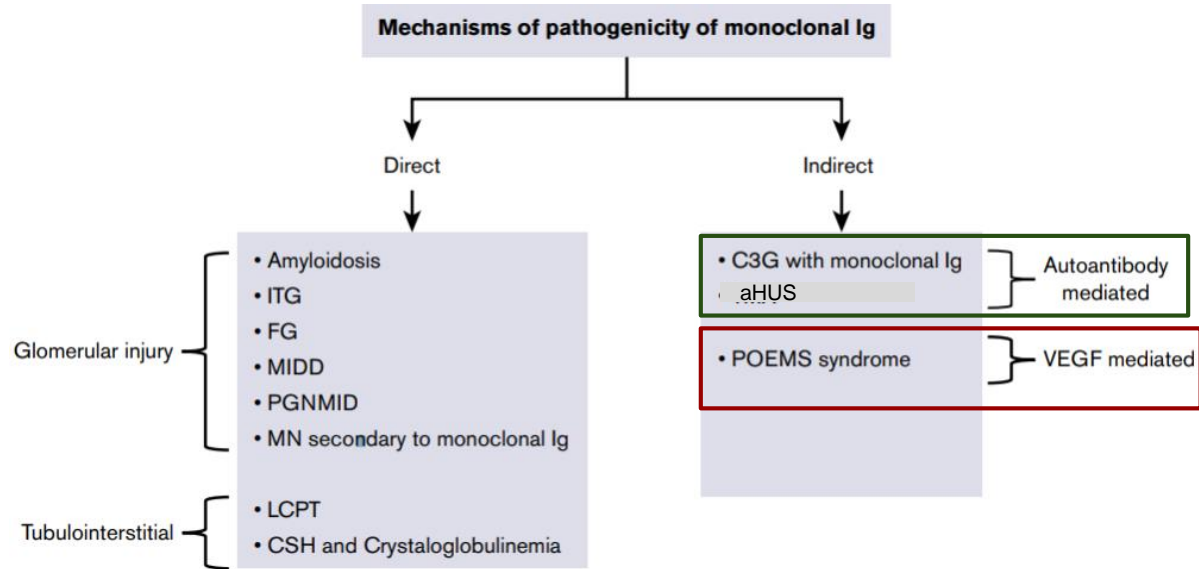 Mechanisms of pathogenicity of monoclonal Ig
Direct
Indirect
Glomerular injury
• Amyloidosis
• ITG
• FG
• MIDD
• PGNMID
• MN secondary to monoclonal Ig
Tubulointerstitial
• LCPT
• CSH and Crystaloglobulinemia
• C3G with monoclonal Ig
• aHUS
Autoantibody
mediated
• POEMS syndrome
VEGF mediated